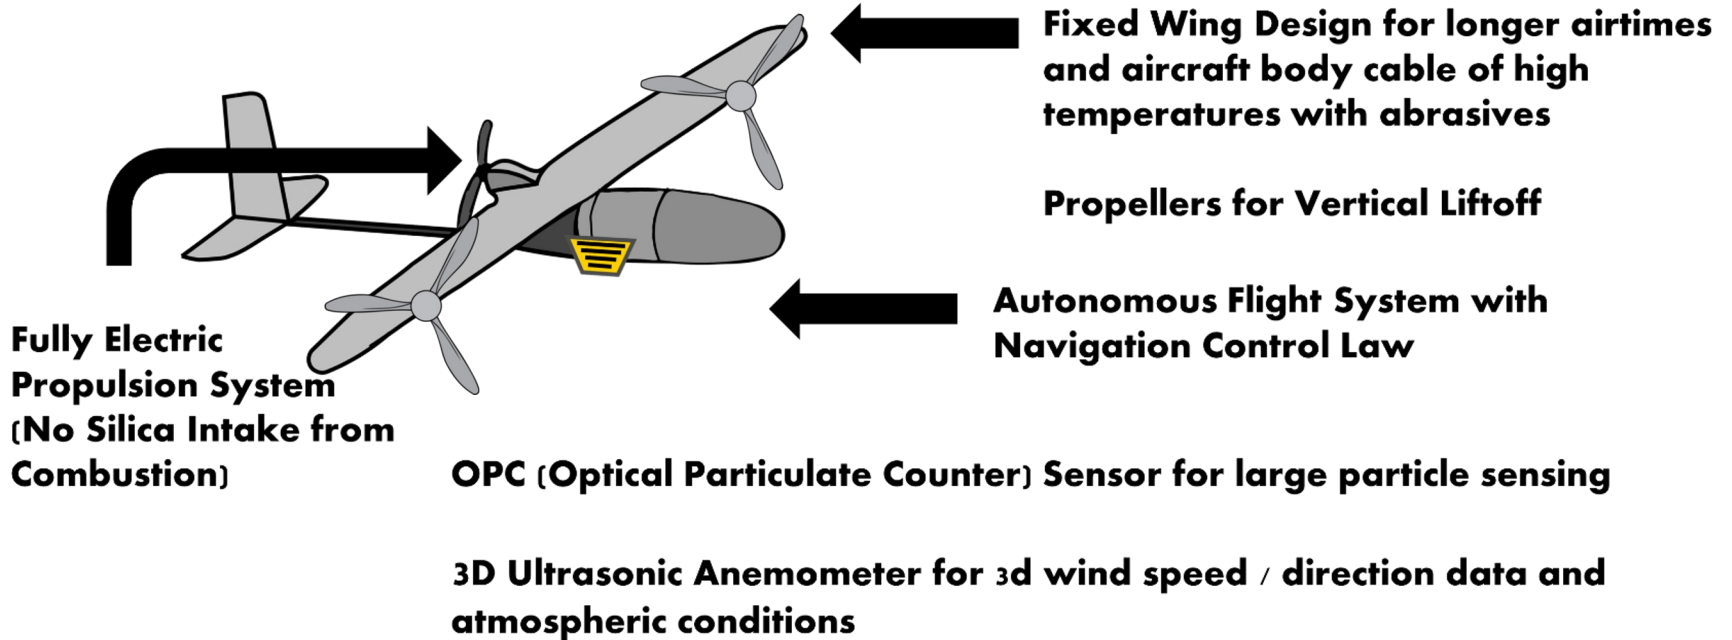 Fixed Wing Design for longer airtimes
and aircraft body cable of high
temperatures with abrasives
Propellers for Vertical Liftoff
Autonomous Flight System with
Navigation Control Law
Fully Electric
Propulsion System
(No Silica Intake from
Combustion)
OPC (Optical Particulate Counter) Sensor for large particle sensing
3D Ultrasonic Anemometer for 3d wind speed / direction data and
atmospheric conditions